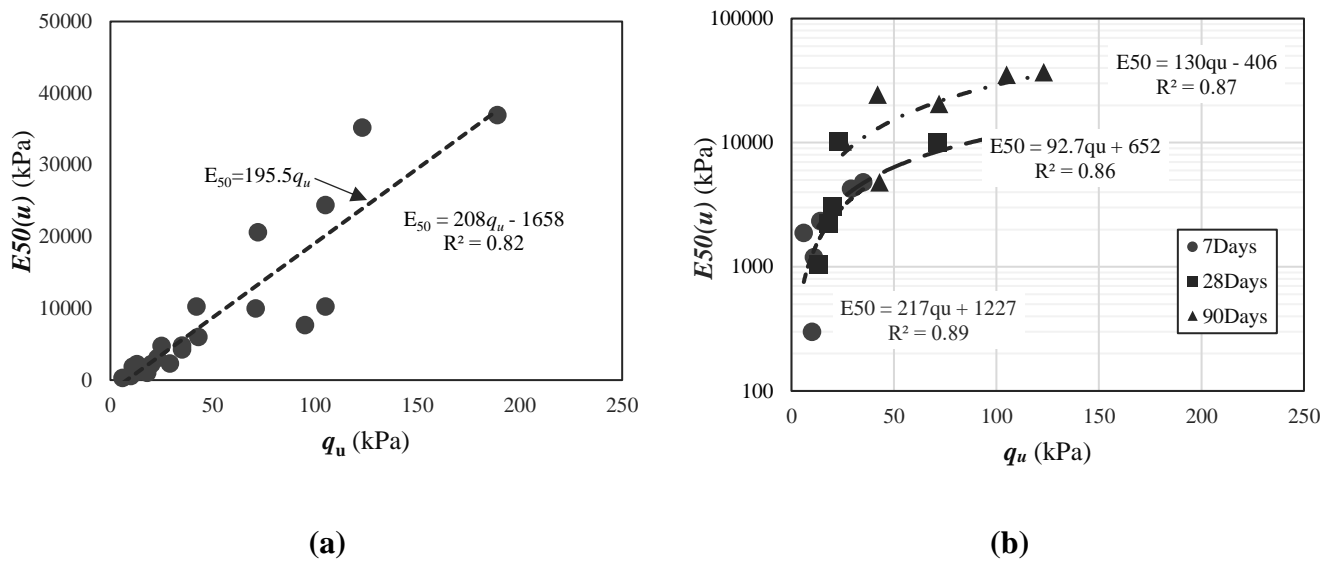 50000
40000
30000
20000
10000
0
E50(u) (kPa)
E₅₀=195.5qᵤ
E₅₀ = 208qᵤ - 1658
R² = 0.82
0 50 100 150 200 250
qᵤ (kPa)
(a)
100000
10000
1000
100
E50(u) (kPa)
E50 = 130qu - 406
R² = 0.87
E50 = 92.7qu + 652
R² = 0.86
E50 = 217qu + 1227
R² = 0.89
7Days
28Days
90Days
0 50 100 150 200 250
qᵤ (kPa)
(b)